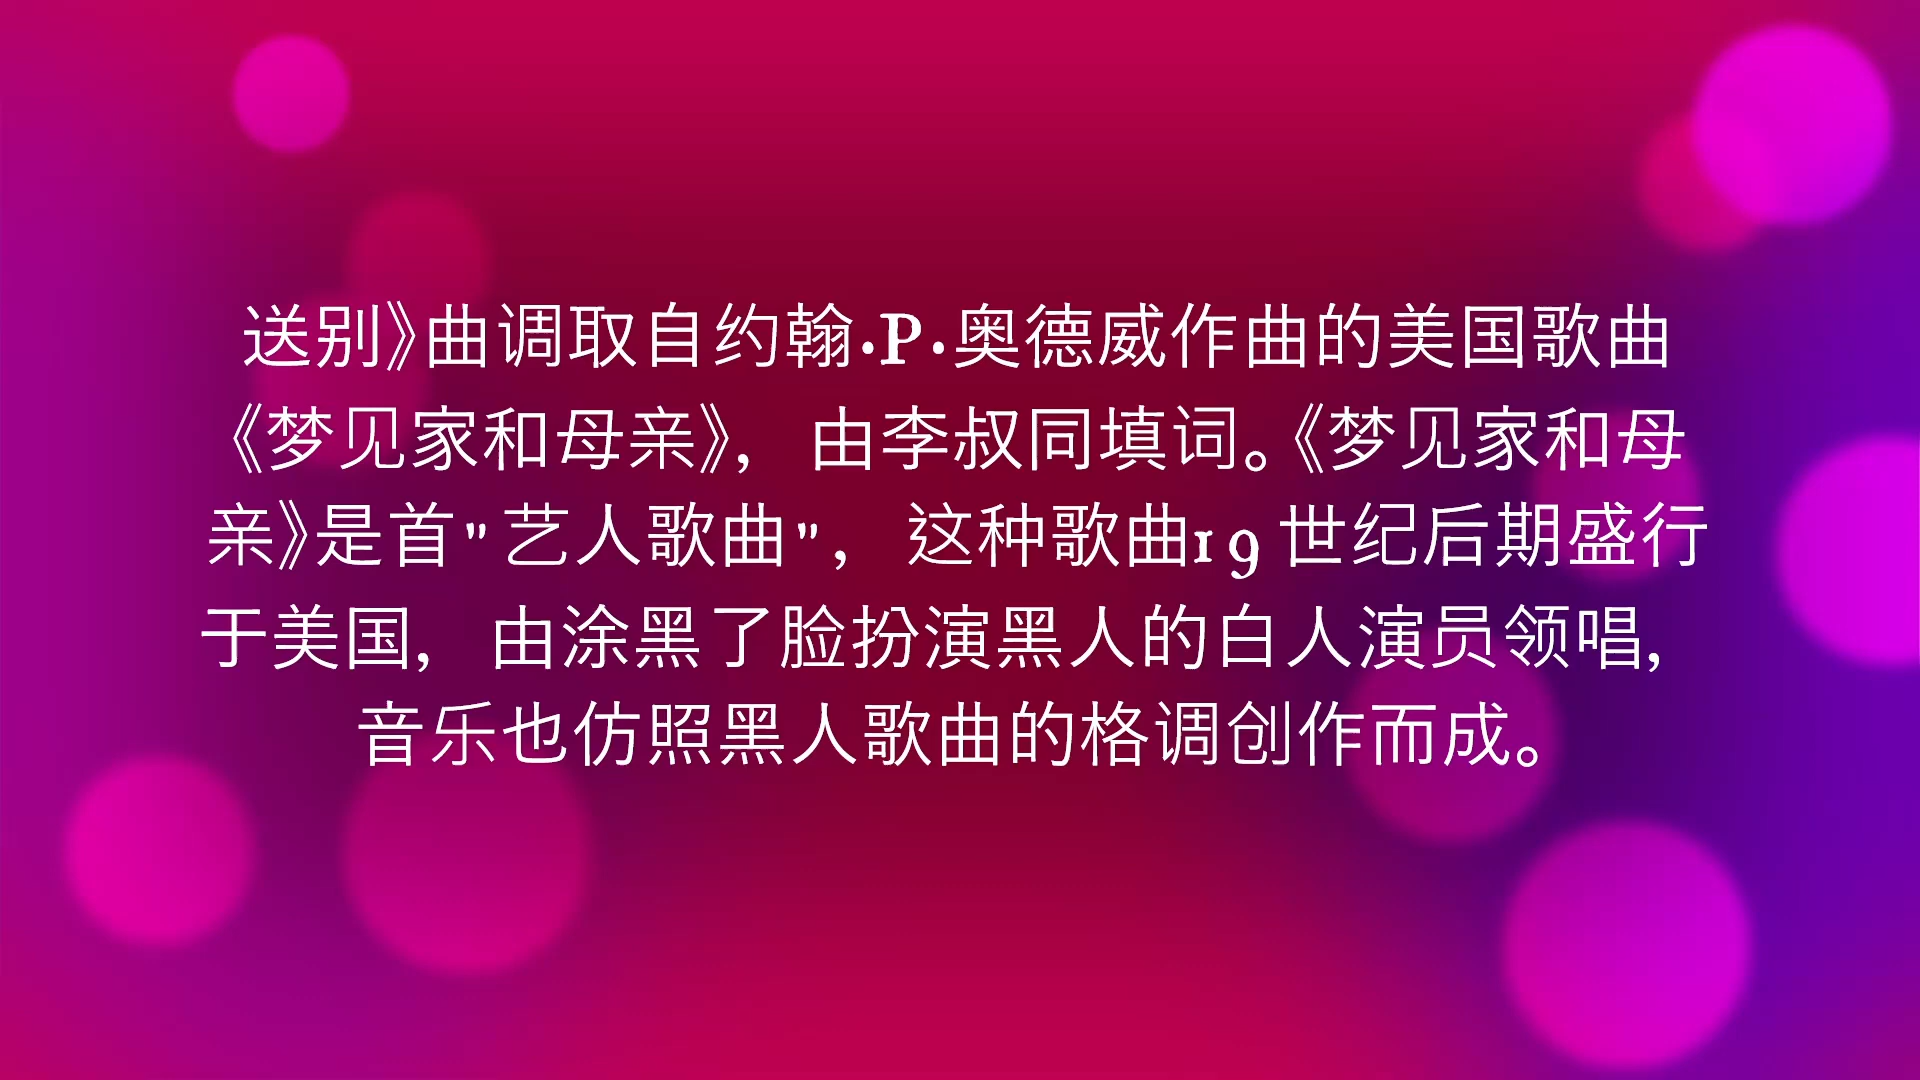 送别》曲调取自约翰·P·奥德威作曲的美国歌曲
《梦见家和母亲》，由李叔同填词。《梦见家和母
亲》是首"艺人歌曲"，这种歌曲19世纪后期盛行
于美国，由涂黑了脸扮演黑人的白人演员领唱，
音乐也仿照黑人歌曲的格调创作而成。